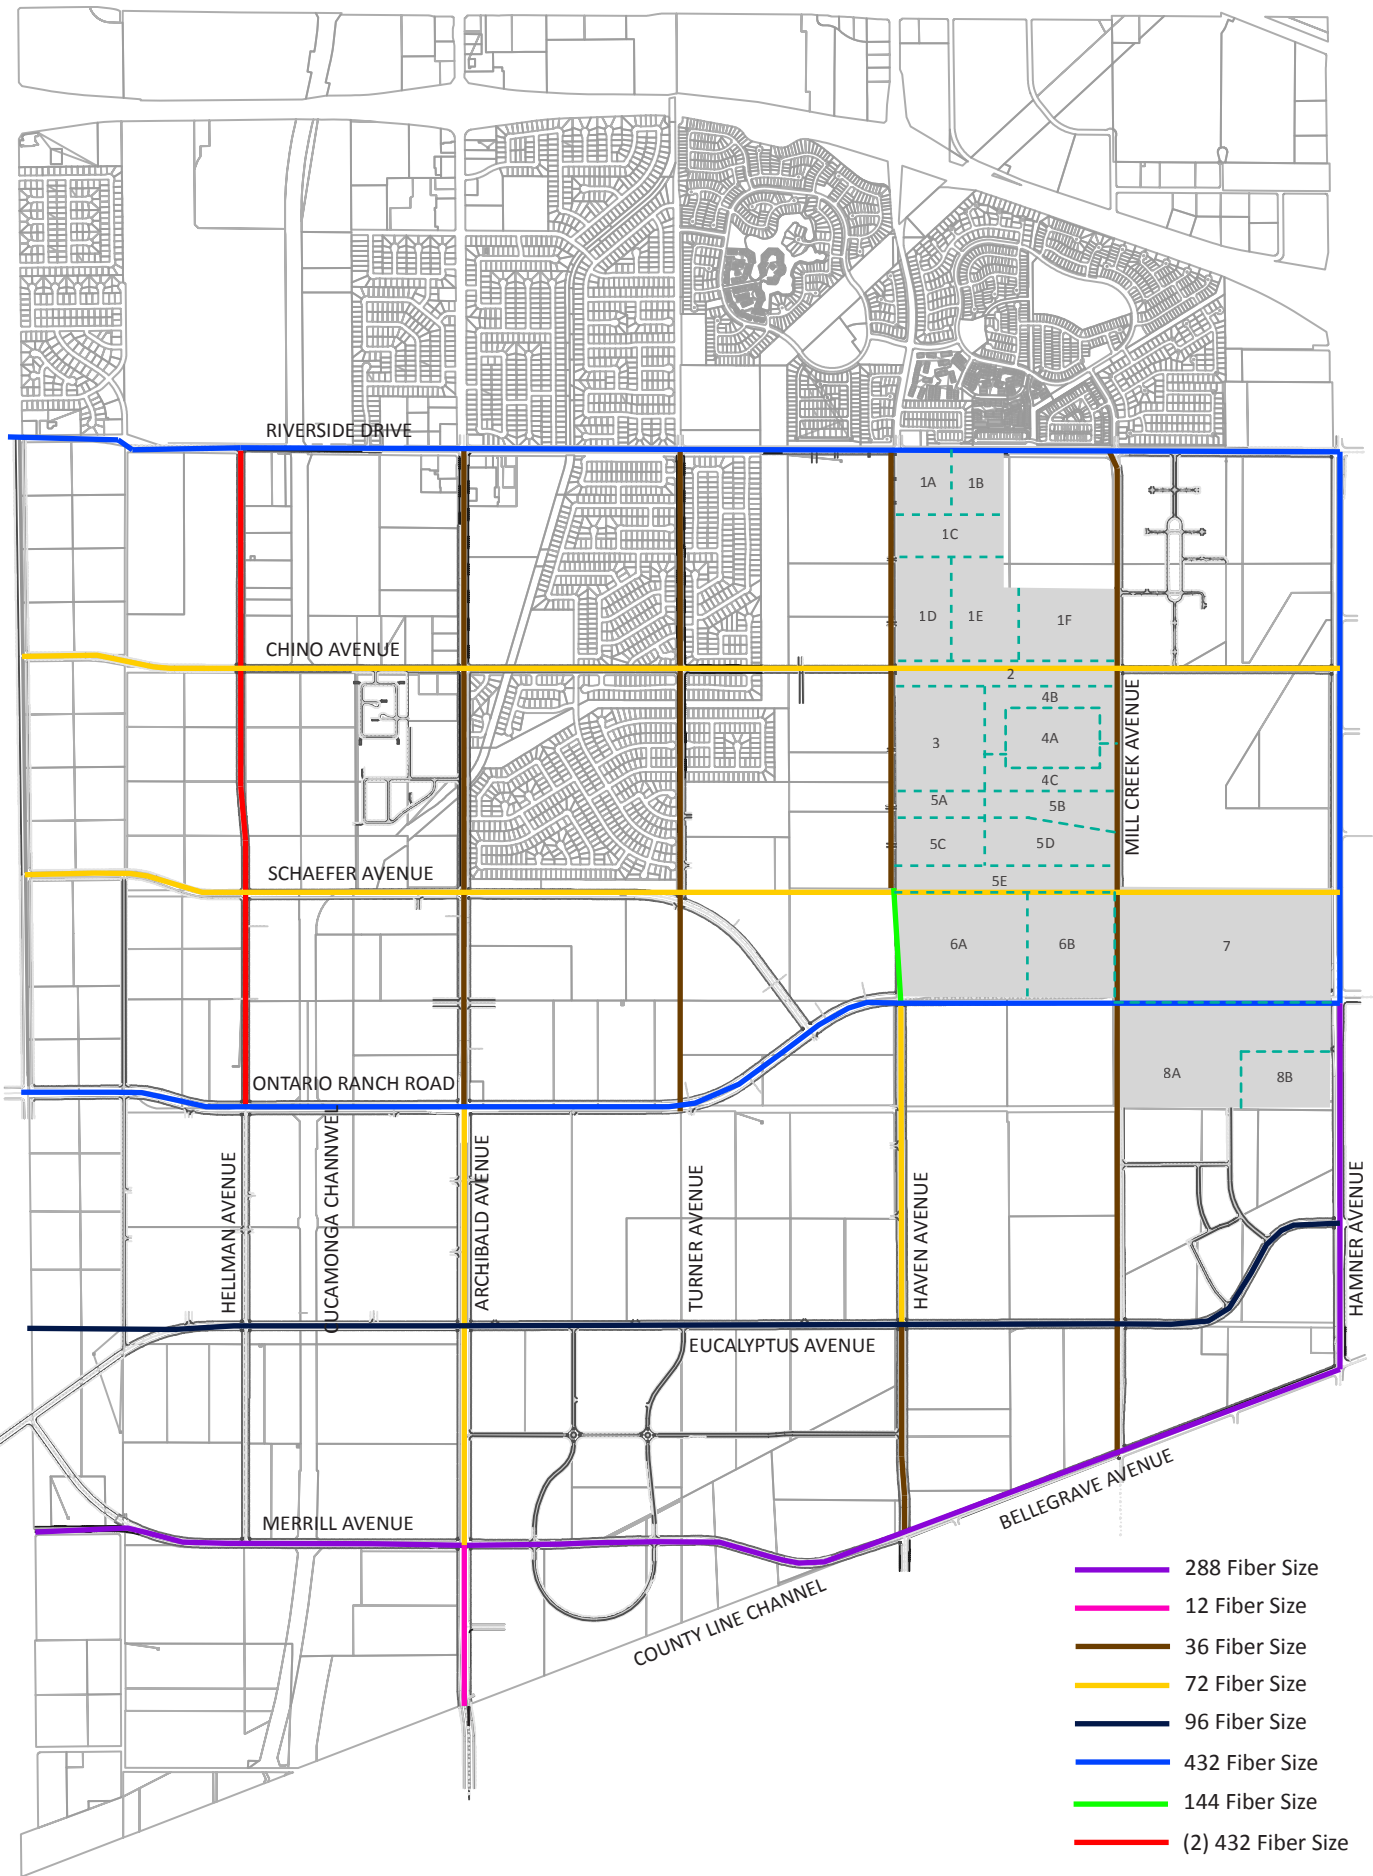 RIVERSIDE DRIVE
1A
1B
1C
1D
1E
1F
CHINO AVENUE
2
4B
3
4A
4C
5A
5B
5C
5D
MILL CREEK AVENUE
SCHAEFER AVENUE
5E
6A
6B
7
ONTARIO RANCH ROAD
8A
8B
HELLMAN AVENUE
CUCAMONGA CHANNWEL
ARCHIBALD AVENUE
TURNER AVENUE
HAVEN AVENUE
HAMNER AVENUE
EUCALYPTUS AVENUE
MERRILL AVENUE
BELLEGRAVE AVENUE
COUNTY LINE CHANNEL
288 Fiber Size
12 Fiber Size
36 Fiber Size
72 Fiber Size
96 Fiber Size
432 Fiber Size
144 Fiber Size
(2) 432 Fiber Size